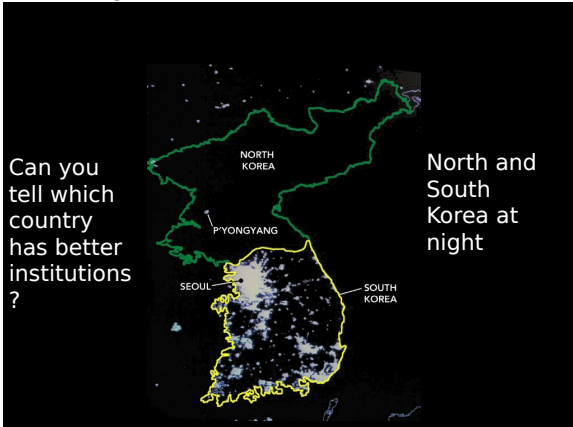 Can you
tell which
country
has better
institutions
?
NORTH
KOREA
P'YONGYANG
SEOUL
SOUTH
KOREA
North and
South
Korea at
night